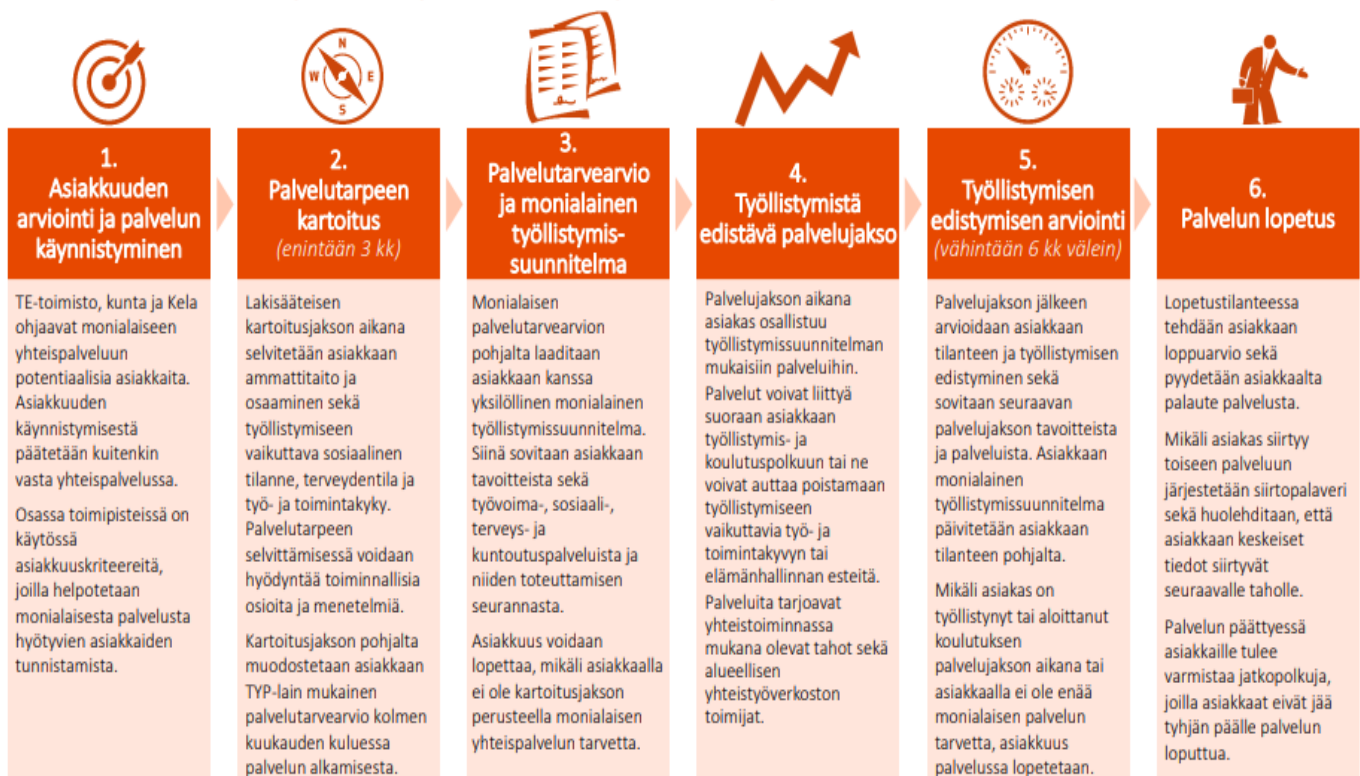 N
W
E
S
1.
Asiakkuuden
arviointi ja palvelun
käynnistyminen
TE-toimisto, kunta ja Kela
ohjaavat monialaiseen
yhteispalveluun
potentiaalisia asiakkaita.
Asiakkuuden
käynnistymisestä
päätetään kuitenkin
vasta yhteispalvelussa.
Osassa toimipisteissä on
käytössä
asiakkuuskriteereitä,
joilla helpotetaan
monialaisesta palvelusta
hyötyvien asiakkaiden
tunnistamista.
2.
Palvelutarpeen
kartoitus
(enintään 3 kk)
Lakisääteisen
kartoitusjakson aikana
selvitetään asiakkaan
ammattitaito ja
osaaminen sekä
työllistymiseen
vaikuttava sosiaalinen
tilanne, terveydentila ja
työ- ja toimintakyky.
Palvelutarpeen
selvittämisessä voidaan
hyödyntää toiminnallisia
osioita ja menetelmiä.
Kartoitusjakson pohjalta
muodostetaan asiakkaan
TYP-lain mukainen
palvelutarvearvio kolmen
kuukauden kuluessa
palvelun alkamisesta.
3.
Palvelutarvearvio
ja monialainen
työllistymis-
suunnitelma
Monialaisen
palvelutarvearvion
pohjalta laaditaan
asiakkaan kanssa
yksilöllinen monialainen
työllistymissuunnitelma.
Siinä sovitaan asiakkaan
tavoitteista sekä
työvoima-, sosiaali-,
terveys- ja
kuntoutuspalveluista ja
niiden toteuttamisen
seurannasta.
Asiakkuus voidaan
lopettaa, mikäli asiakkaalla
ei ole kartoitusjakson
perusteella monialaisen
yhteispalvelun tarvetta.
4.
Työllistymistä
edistävä palvelujakso
Palvelujakson aikana
asiakas osallistuu
työllistymissuunnitelman
mukaisiin palveluihin.
Palvelut voivat liittyä
suoraan asiakkaan
työllistymis- ja
koulutuspolkuun tai ne
voivat auttaa poistamaan
työllistymiseen
vaikuttavia työ- ja
toimintakyvyn tai
elämänhallinnan esteitä.
Palveluita tarjoavat
yhteistoiminnassa
mukana olevat tahot sekä
alueellisen
yhteistyöverkoston
toimijat.
5.
Työllistymisen
edistymisen arviointi
(vähintään 6 kk välein)
Palvelujakson jälkeen
arvioidaan asiakkaan
tilanteen ja työllistymisen
edistyminen sekä
sovitaan seuraavan
palvelujakson tavoitteista
ja palveluista. Asiakkaan
monialainen
työllistymissuunnitelma
päivitetään asiakkaan
tilanteen pohjalta.
Mikäli asiakas on
työllistynyt tai aloittanut
koulutuksen
palvelujakson aikana tai
asiakkaalla ei ole enää
monialaisen palvelun
tarvetta, asiakkuus
palvelussa lopetetaan.
6.
Palvelun lopetus
Lopetustilanteessa
tehdään asiakkaan
loppuarvio sekä
pyydetään asiakkaalta
palaute palvelusta.
Mikäli asiakas siirtyy
toiseen palveluun
järjestetään siirtopalaveri
sekä huolehditaan, että
asiakkaan keskeiset
tiedot siirtyvät
seuraavalle taholle.
Palvelun päättyessä
asiakkaille tulee
varmistaa jatkopolkuja,
joilla asiakkaat eivät jää
tyhjän päälle palvelun
loputtua.